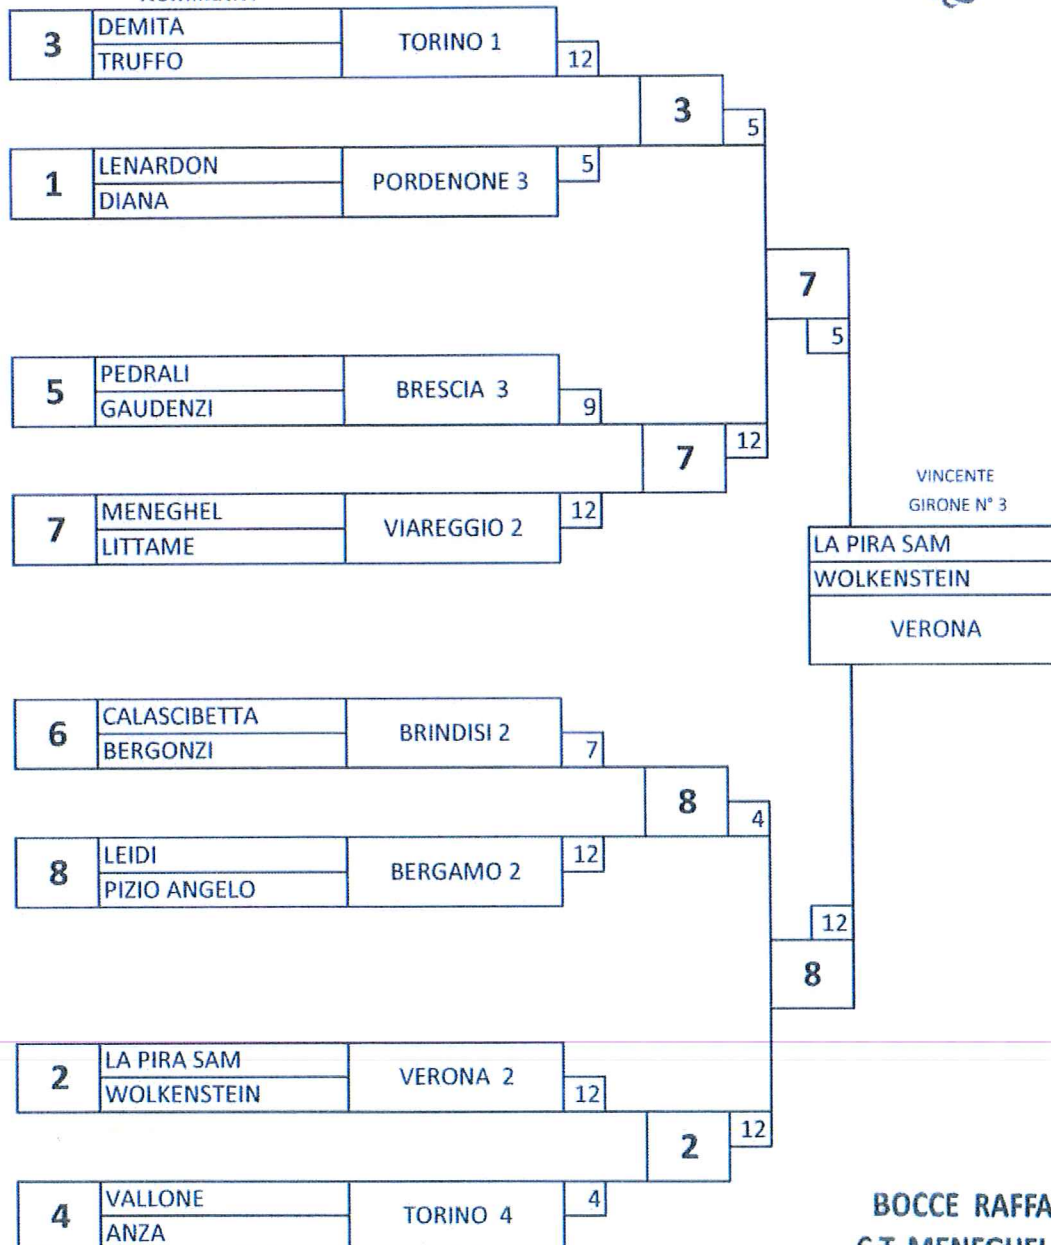 3
DEMITA
TRUFFO
TORINO 1
12
3
5
1
LENARDON
DIANA
PORDENONE 3
5
7
5
5
PEDRALI
GAUDENZI
BRESCIA 3
9
7
12
7
MENEGHEL
LITTAME
VIAREGGIO 2
12
VINCENTE
GIRONE N° 3
LA PIRA SAM
WOLKENSTEIN
VERONA
6
CALASCIBETTA
BERGONZI
BRINDISI 2
7
8
4
8
LEIDI
PIZIO ANGELO
BERGAMO 2
12
12
8
2
LA PIRA SAM
WOLKENSTEIN
VERONA 2
12
2
12
4
VALLONE
ANZA
TORINO 4
4
BOCCE RAFFA